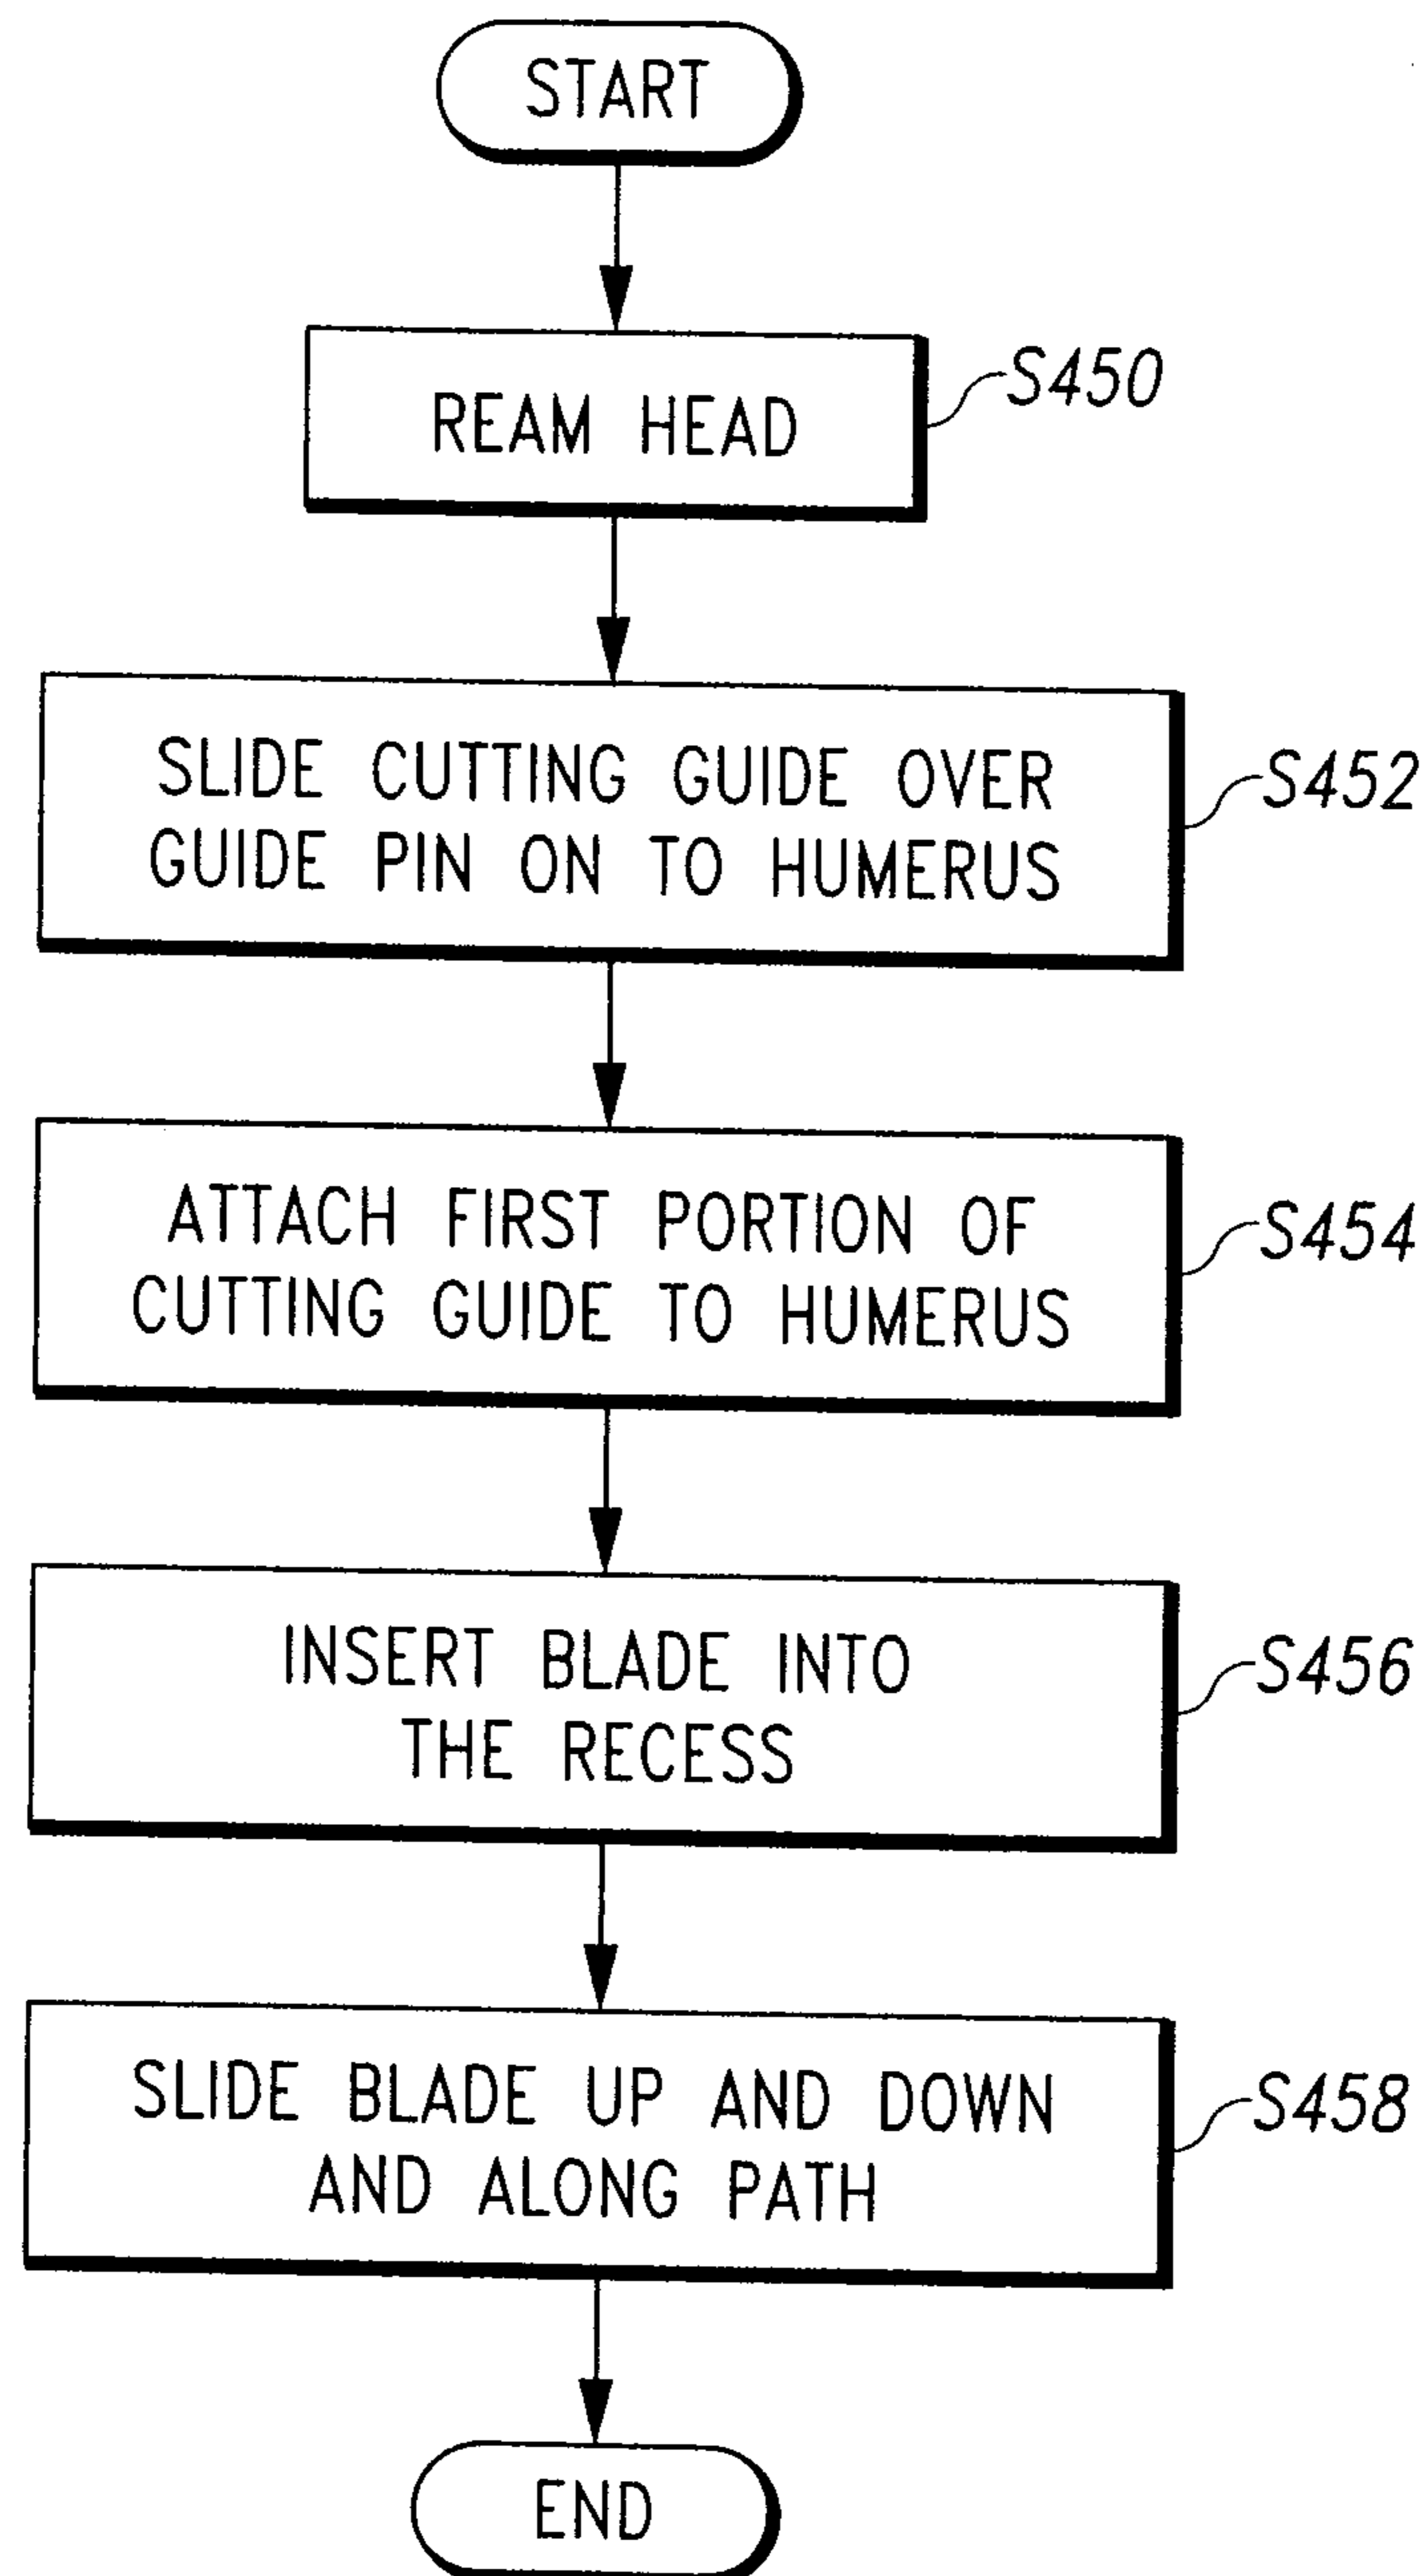 START
REAM HEAD
S450
SLIDE CUTTING GUIDE OVER
GUIDE PIN ON TO HUMERUS
S452
ATTACH FIRST PORTION OF
CUTTING GUIDE TO HUMERUS
S454
INSERT BLADE INTO
THE RECESS
S456
SLIDE BLADE UP AND DOWN
AND ALONG PATH
S458
END